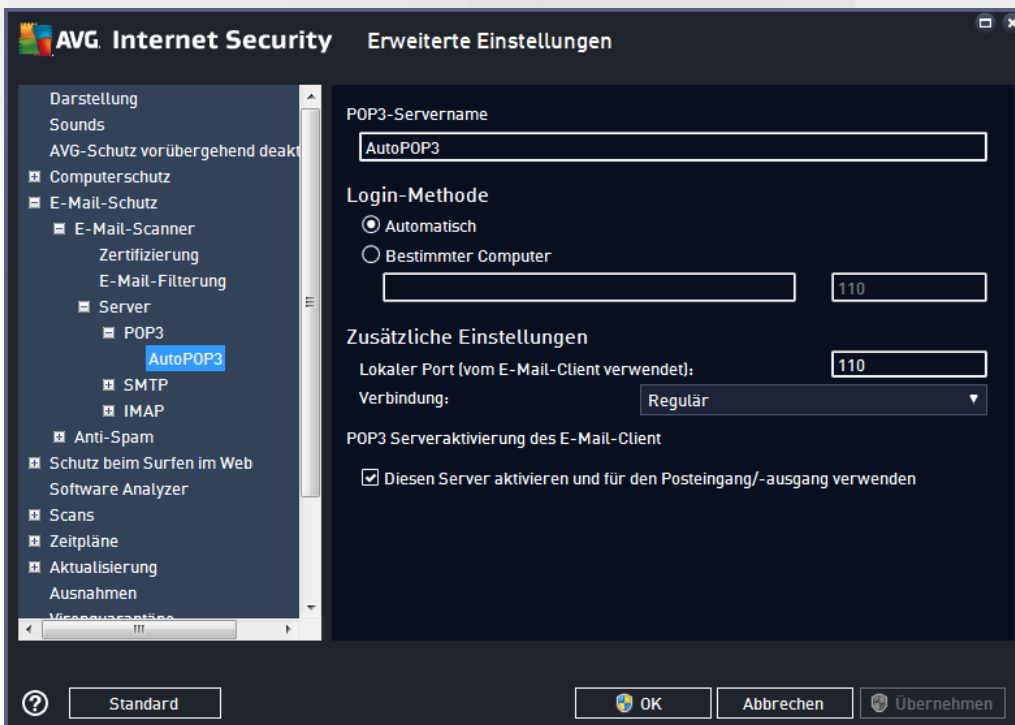 AVG. Internet Security
Erweiterte Einstellungen
Darstellung
Sounds
AVG-Schutz vorübergehend deakt
Computerschutz
E-Mail-Schutz
E-Mail-Scanner
Zertifizierung
E-Mail-Filterung
Server
POP3
AutoPOP3
SMTP
IMAP
Anti-Spam
Schutz beim Surfen im Web
Software Analyzer
Scans
Zeitpläne
Aktualisierung
Ausnahmen
Virenquarantäne
POP3-Servername
AutoPOP3
Login-Methode
Automatisch
Bestimmter Computer
110
Zusätzliche Einstellungen
Lokaler Port (vom E-Mail-Client verwendet): 110
Verbindung: Regulär
POP3 Serveraktivierung des E-Mail-Client
Diesen Server aktivieren und für den Posteingang/-ausgang verwenden
? Standard OK Abbrechen Übernehmen